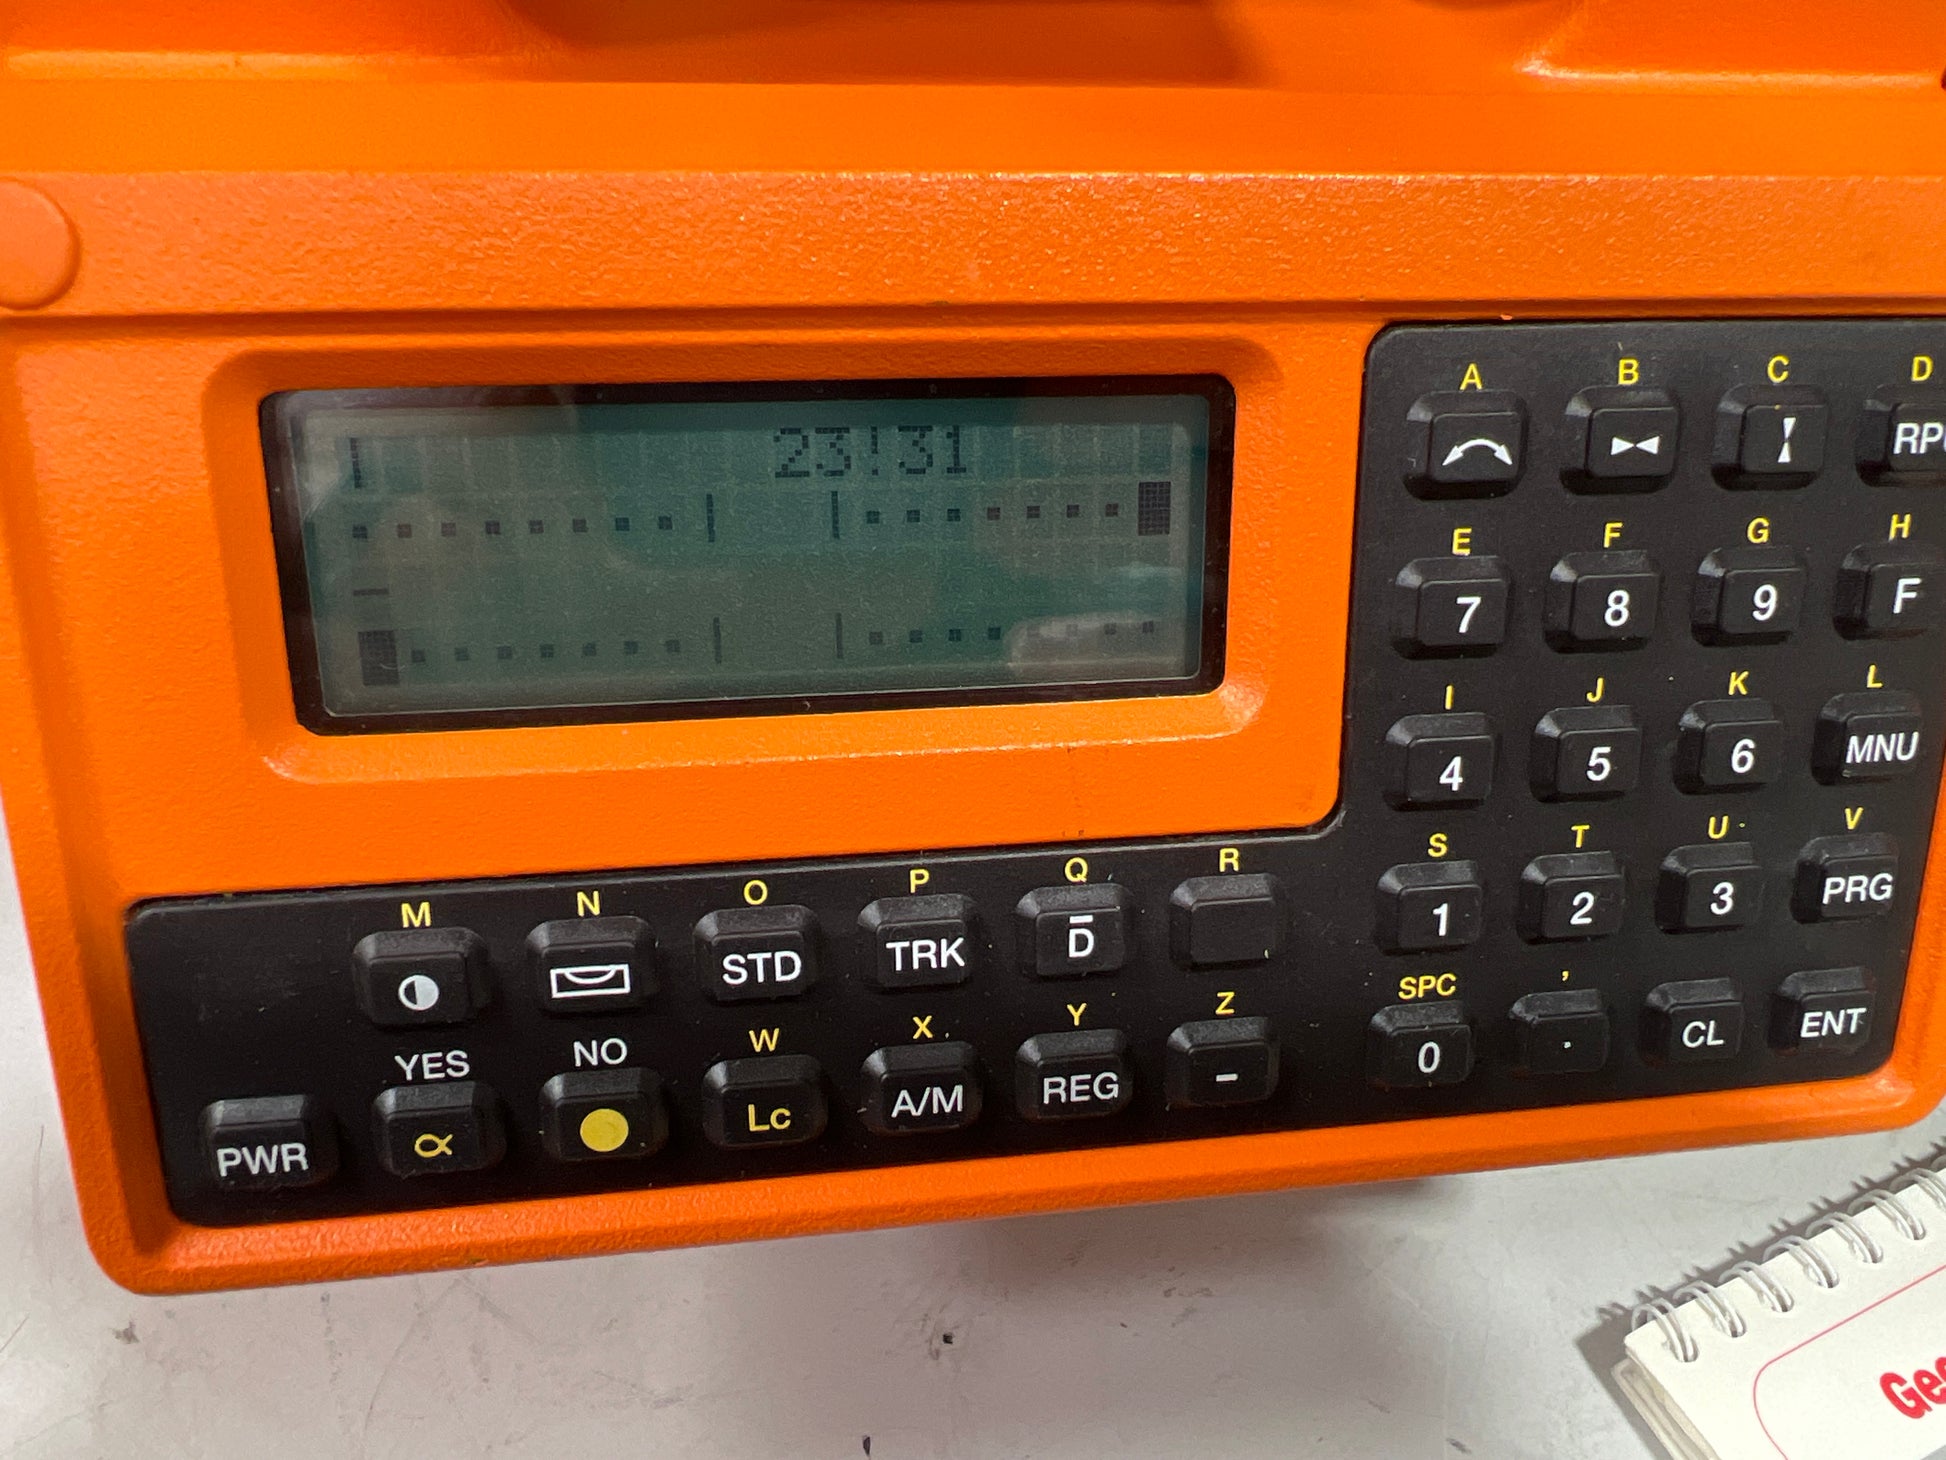 23:31
A B C D
RP
E F G H
7 8 9 F
I J K L
4 5 6 MNU
S T U V
1 2 3 PRG
SPC ,
0 . CL ENT
M N O P Q R
STD TRK D̄
YES NO W X Y Z
PWR α Lc A/M REG –
Geo